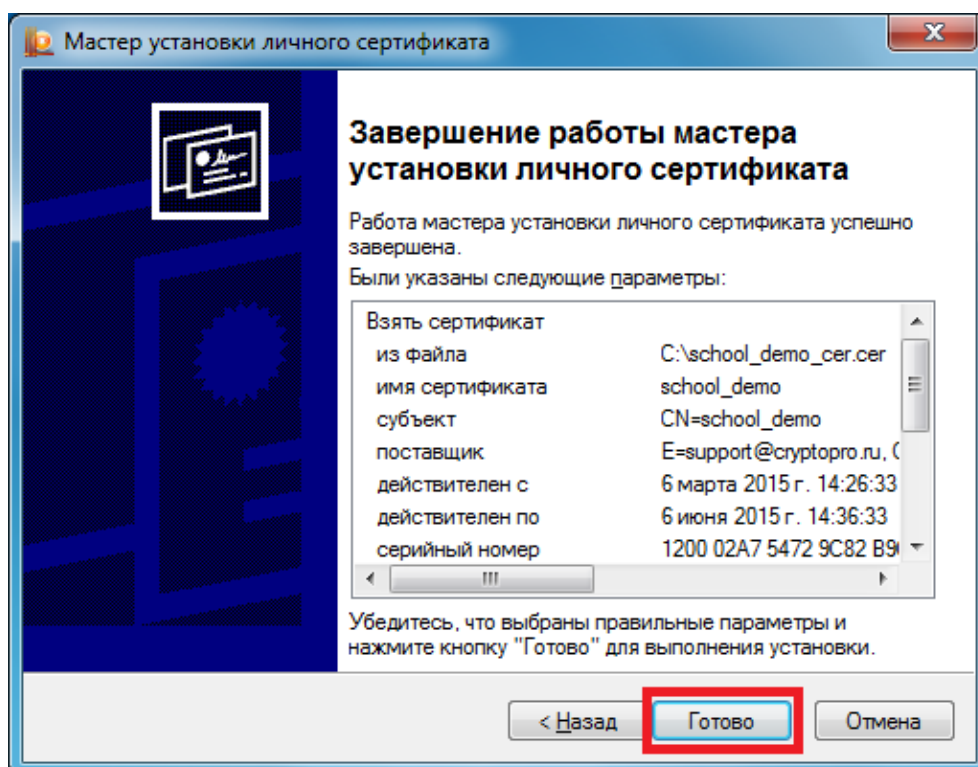 Мастер установки личного сертификата
Завершение работы мастера
установки личного сертификата
Работа мастера установки личного сертификата успешно
завершена.
Были указаны следующие параметры:
Взять сертификат
из файла C:\school_demo_cer.cer
имя сертификата school_demo
субъект CN=school_demo
поставщик E=support@cryptopro.ru,
действителен с 6 марта 2015 г. 14:26:33
действителен по 6 июня 2015 г. 14:36:33
серийный номер 1200 02A7 5472 9C82
Убедитесь, что выбраны правильные параметры и
нажмите кнопку "Готово" для выполнения установки.
< Назад Готово Отмена